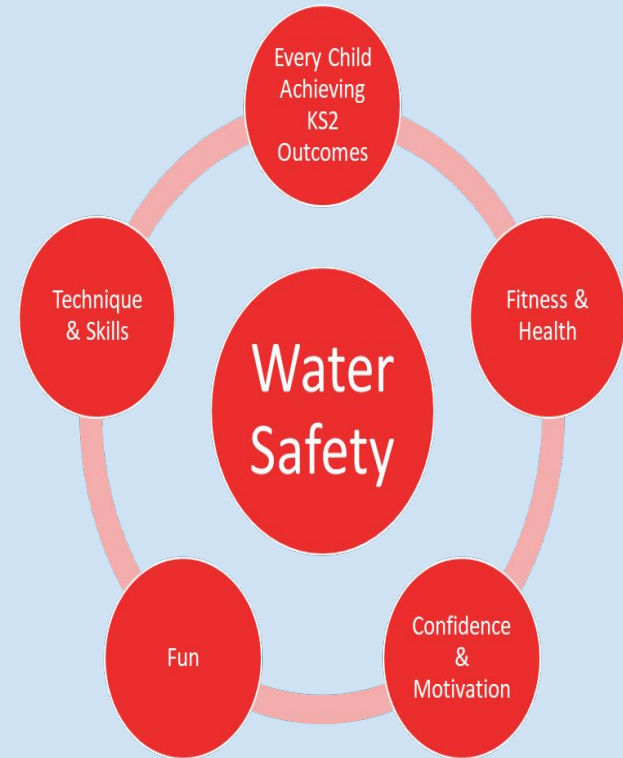 Every Child
Achieving
KS2
Outcomes
Fitness &
Health
Confidence
&
Motivation
Fun
Technique
& Skills
Water
Safety